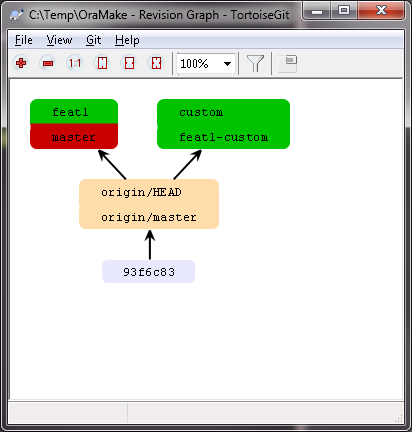 C:\Temp\OraMake - Revision Graph - TortoiseGit
File View Git Help
1:1 100%
feat1
master
custom
feat1-custom
origin/HEAD
origin/master
93f6c83